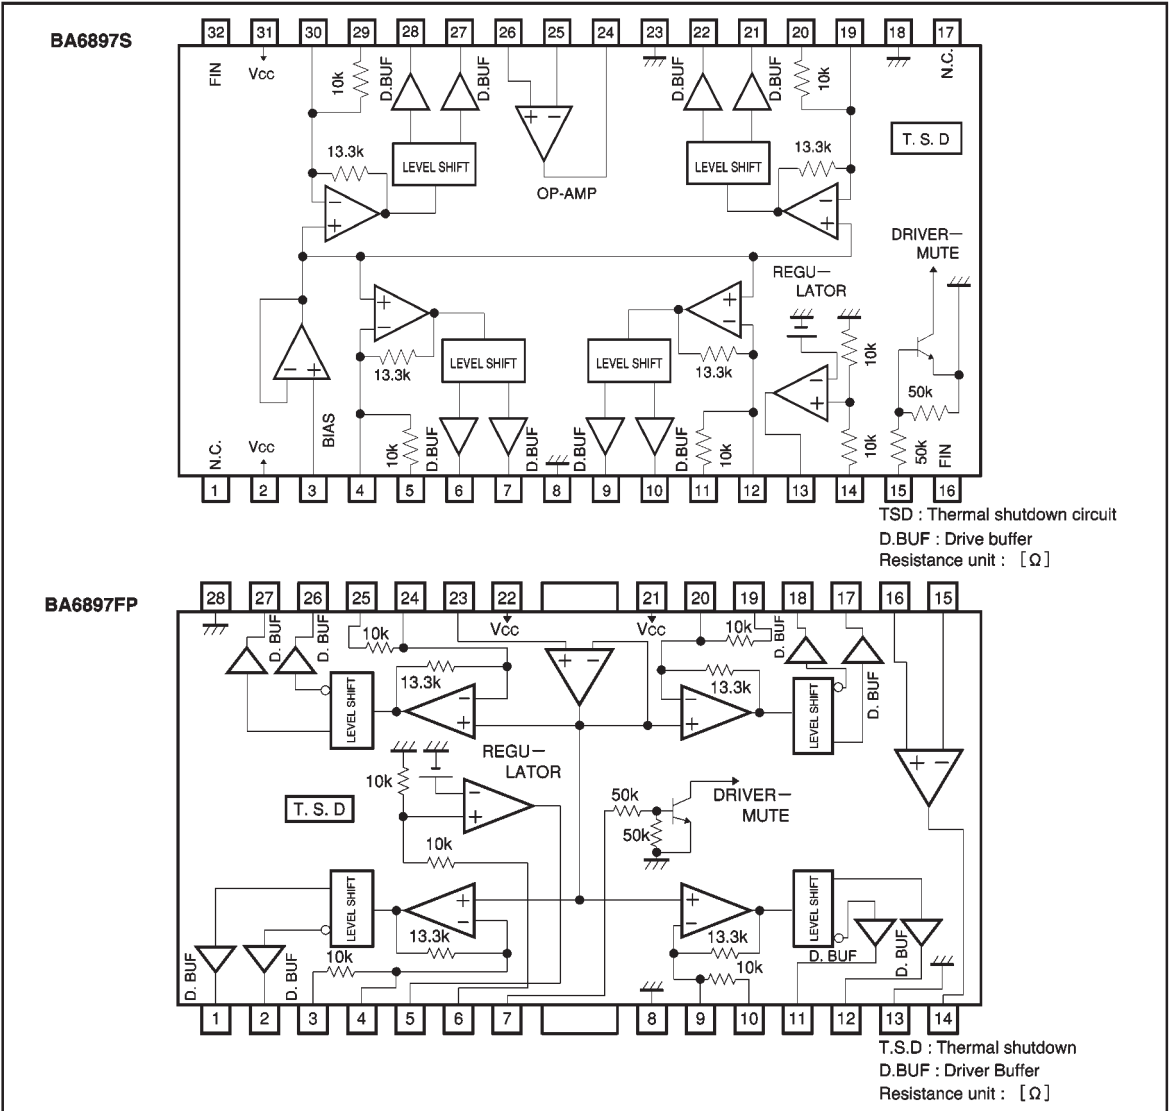 BA6897S
32 31 30 29 28 27 26 25 24 23 22 21 20 19 18 17
FIN
Vcc
10k
D.BUF
D.BUF
D.BUF
D.BUF
10k
N.C.
+ −
T. S. D
13.3k
LEVEL SHIFT
LEVEL SHIFT
13.3k
OP-AMP
−
+
−
+
DRIVER−
MUTE
REGU−
LATOR
+
−
+
−
− +
13.3k
LEVEL SHIFT
LEVEL SHIFT
13.3k
−
+
10k
50k
N.C.
Vcc
BIAS
10k
D.BUF
D.BUF
D.BUF
D.BUF
10k
10k
50k
FIN
1 2 3 4 5 6 7 8 9 10 11 12 13 14 15 16
TSD : Thermal shutdown circuit
D.BUF : Drive buffer
Resistance unit : [Ω]
BA6897FP
28 27 26 25 24 23 22 21 20 19 18 17 16 15
D. BUF
D. BUF
10k
Vcc
Vcc
10k
D. BUF
D. BUF
+ −
13.3k
13.3k
LEVEL SHIFT
−
+
−
+
LEVEL SHIFT
+ −
REGU−
LATOR
10k
−
+
T. S. D
50k
50k
DRIVER−
MUTE
10k
LEVEL SHIFT
+
−
+
−
LEVEL SHIFT
13.3k
13.3k
D. BUF
D. BUF
10k
10k
D. BUF
D. BUF
1 2 3 4 5 6 7 8 9 10 11 12 13 14
T.S.D : Thermal shutdown
D.BUF : Driver Buffer
Resistance unit : [Ω]